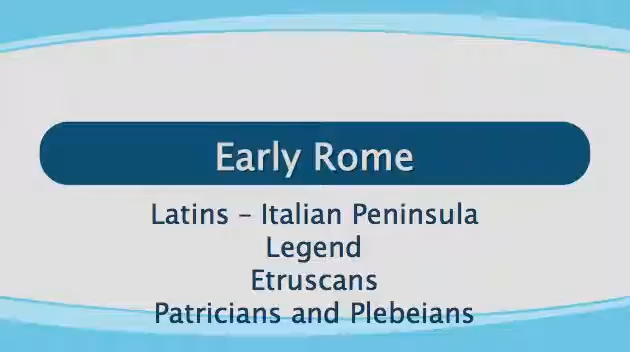 Early Rome
Latins – Italian Peninsula
Legend
Etruscans
Patricians and Plebeians